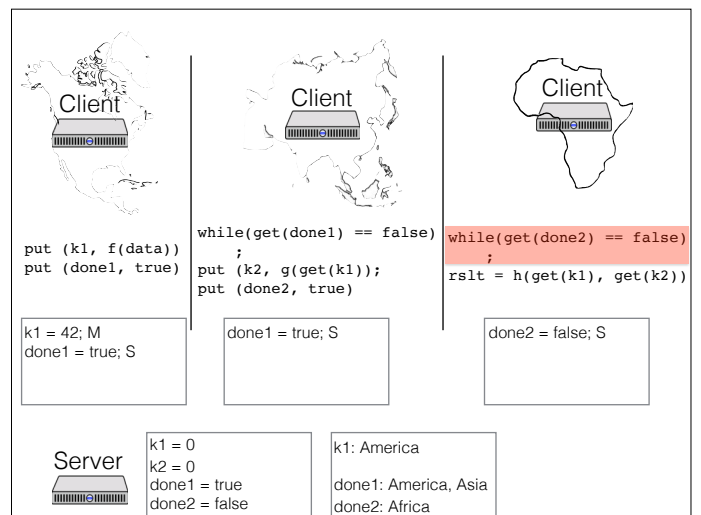 Client
Client
Client
put (k1, f(data))
put (done1, true)
while(get(done1) == false)
;
put (k2, g(get(k1));
put (done2, true)
while(get(done2) == false)
;
rslt = h(get(k1), get(k2))
k1 = 42; M
done1 = true; S
done1 = true; S
done2 = false; S
Server
k1 = 0
k2 = 0
done1 = true
done2 = false
k1: America
done1: America, Asia
done2: Africa